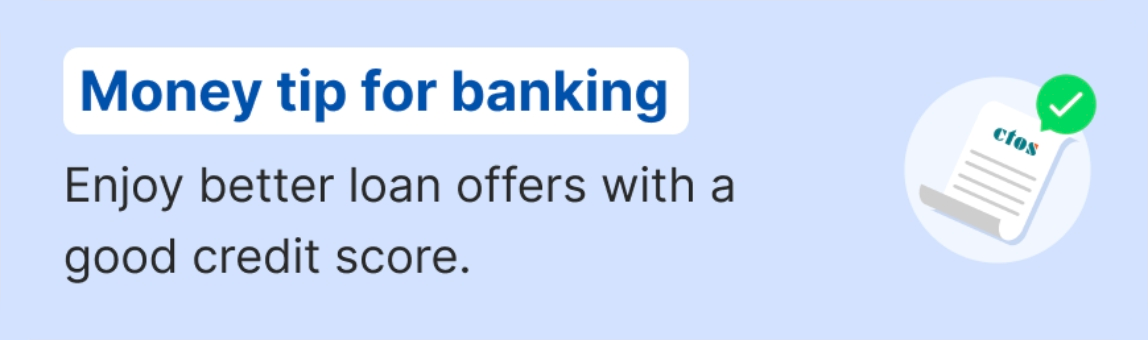 Money tip for banking
Enjoy better loan offers with a
good credit score.
ctos